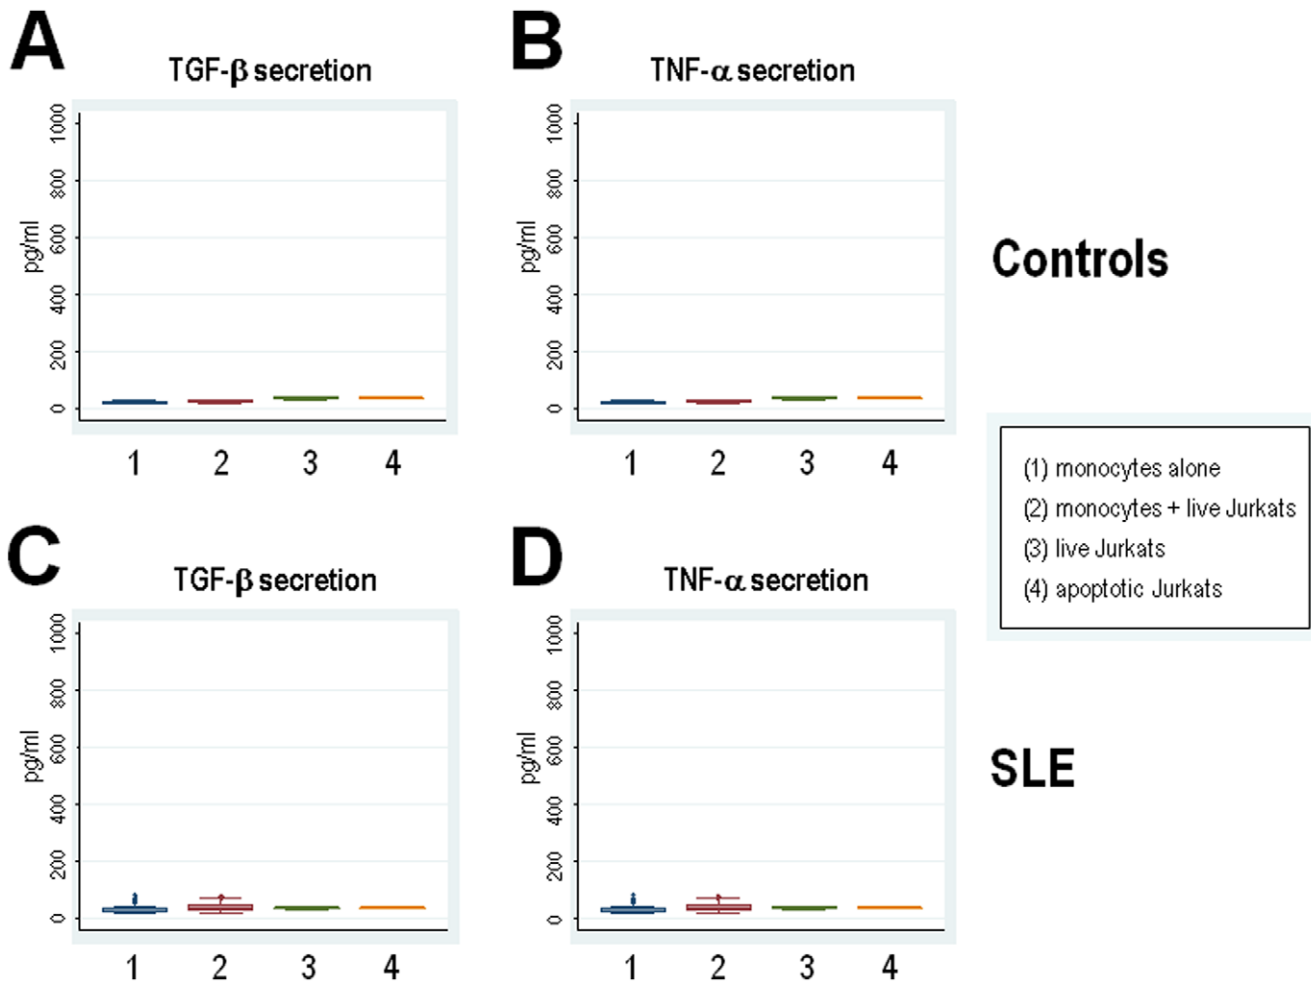 A
TGF-β secretion
1000
800
600
400
200
0
pg/ml
1 2 3 4
B
TNF-α secretion
1000
800
600
400
200
0
pg/ml
1 2 3 4
Controls
(1) monocytes alone
(2) monocytes + live Jurkats
(3) live Jurkats
(4) apoptotic Jurkats
C
TGF-β secretion
1000
800
600
400
200
0
pg/ml
1 2 3 4
D
TNF-α secretion
1000
800
600
400
200
0
pg/ml
1 2 3 4
SLE